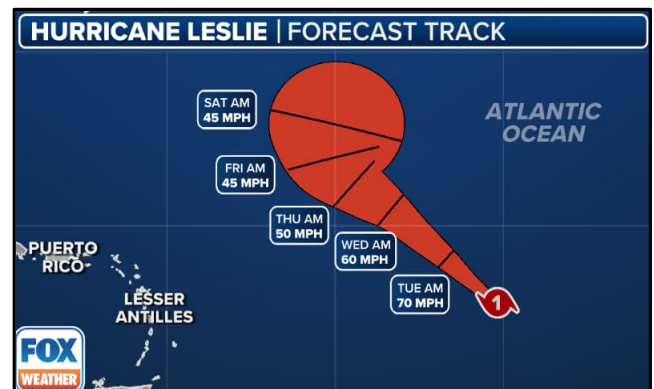 HURRICANE LESLIE | FORECAST TRACK
SAT AM
45 MPH
ATLANTIC
OCEAN
FRI AM
45 MPH
THU AM
50 MPH
WED AM
60 MPH
TUE AM
70 MPH
1
PUERTO
RICO
LESSER
ANTILLES
FOX
WEATHER